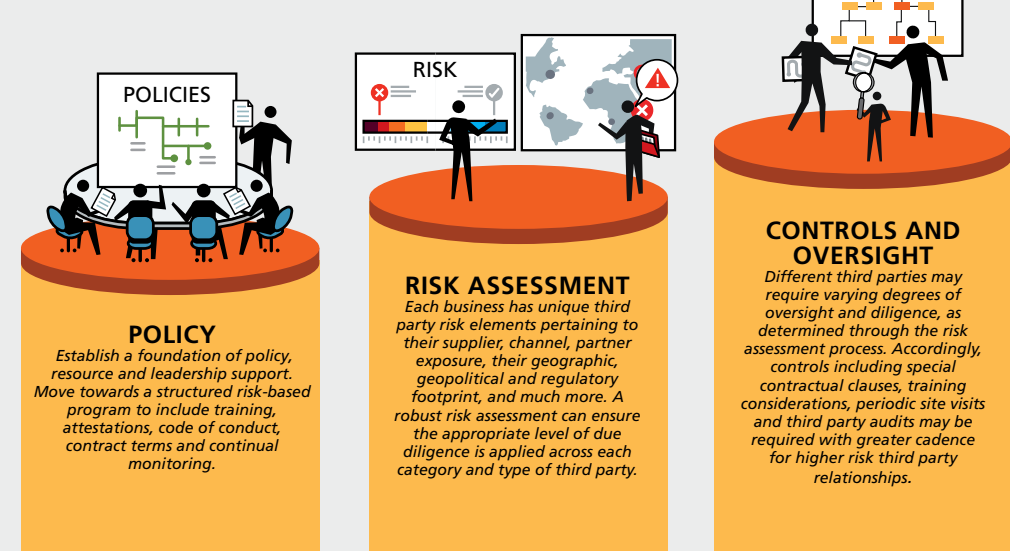 POLICIES
POLICY
Establish a foundation of policy,
resource and leadership support.
Move towards a structured risk-based
program to include training,
attestations, code of conduct,
contract terms and continual
monitoring.
RISK
RISK ASSESSMENT
Each business has unique third
party risk elements pertaining to
their supplier, channel, partner
exposure, their geographic,
geopolitical and regulatory
footprint, and much more. A
robust risk assessment can ensure
the appropriate level of due
diligence is applied across each
category and type of third party.
CONTROLS AND
OVERSIGHT
Different third parties may
require varying degrees of
oversight and diligence, as
determined through the risk
assessment process. Accordingly,
controls including special
contractual clauses, training
considerations, periodic site visits
and third party audits may be
required with greater cadence
for higher risk third party
relationships.